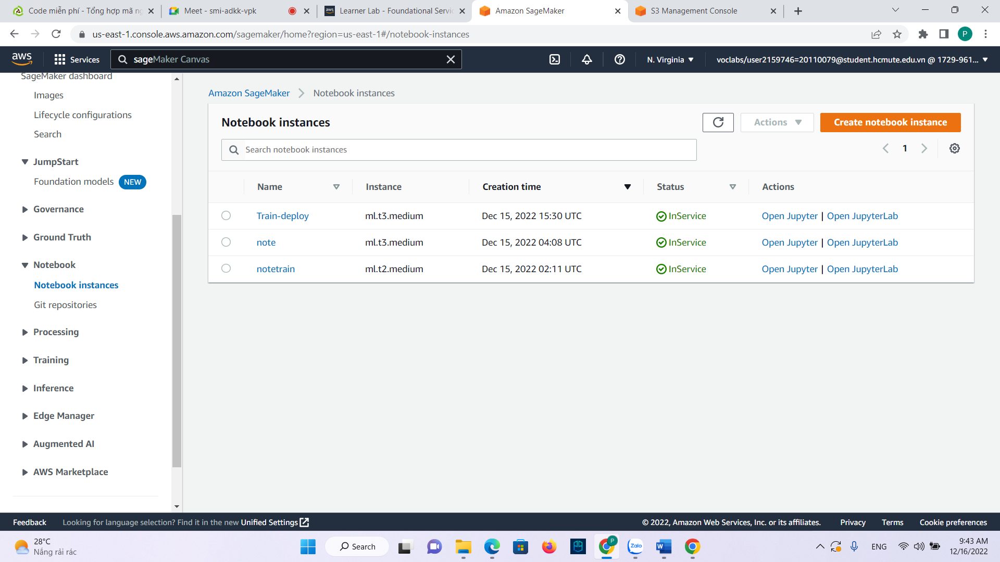 Code miễn phí - Tổng hợp mã ng
Meet - smi-adkk-vpk
aws
Learner Lab - Foundational Servic
Amazon SageMaker
S3 Management Console
us-east-1.console.aws.amazon.com/sagemaker/home?region=us-east-1#/notebook-instances
P
aws
Services
sageMaker Canvas
N. Virginia
voclabs/user2159746=20110079@student.hcmute.edu.vn @ 1729-961...
SageMaker dashboard
Images
Lifecycle configurations
Search
JumpStart
Foundation models NEW
Governance
Ground Truth
Notebook
Notebook instances
Git repositories
Processing
Training
Inference
Edge Manager
Augmented AI
AWS Marketplace
Amazon SageMaker > Notebook instances
Notebook instances
Actions
Create notebook instance
Search notebook instances
1
Name Instance Creation time Status Actions
Train-deploy ml.t3.medium Dec 15, 2022 15:30 UTC InService Open Jupyter | Open JupyterLab
note ml.t3.medium Dec 15, 2022 04:08 UTC InService Open Jupyter | Open JupyterLab
notetrain ml.t2.medium Dec 15, 2022 02:11 UTC InService Open Jupyter | Open JupyterLab
Feedback
Looking for language selection? Find it in the new Unified Settings
© 2022, Amazon Web Services, Inc. or its affiliates.
Privacy
Terms
Cookie preferences
28°C
Nắng rải rác
Search
P
Zalo
W
ENG
9:43 AM
12/16/2022